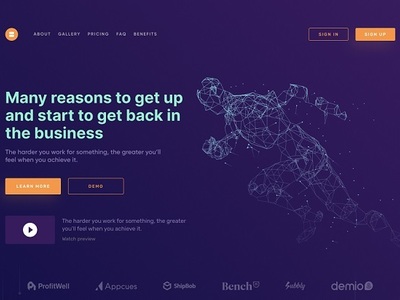 ABOUT GALLERY PRICING FAQ BENEFITS SIGN IN SIGN UP
Many reasons to get up
and start to get back in
the business
The harder you work for something, the greater you'll
feel when you achieve it.
LEARN MORE DEMO
The harder you work for something, the greater you'll
feel when you achieve it.
Watch preview
ProfitWell Appcues ShipBob Bench Subbly demio